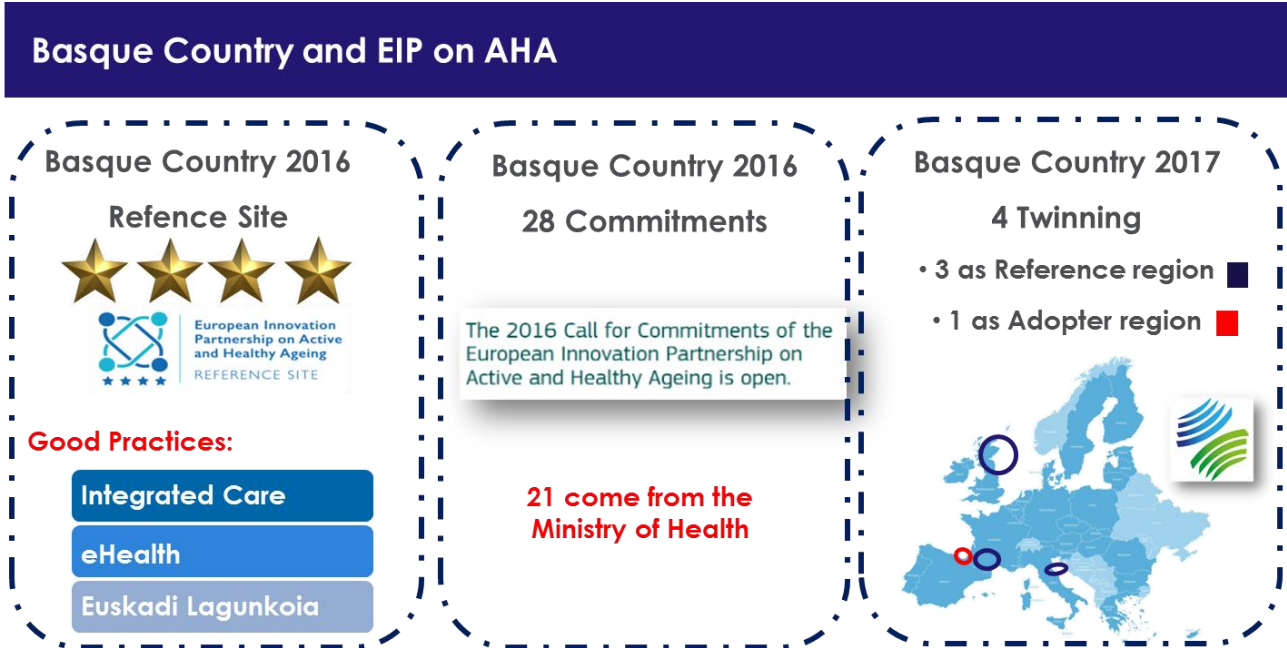 Basque Country and EIP on AHA
Basque Country 2016
Refence Site
European Innovation
Partnership on Active
and Healthy Ageing
REFERENCE SITE
Good Practices:
Integrated Care
eHealth
Euskadi Lagunkoia
Basque Country 2016
28 Commitments
The 2016 Call for Commitments of the
European Innovation Partnership on
Active and Healthy Ageing is open.
21 come from the
Ministry of Health
Basque Country 2017
4 Twinning
• 3 as Reference region
• 1 as Adopter region